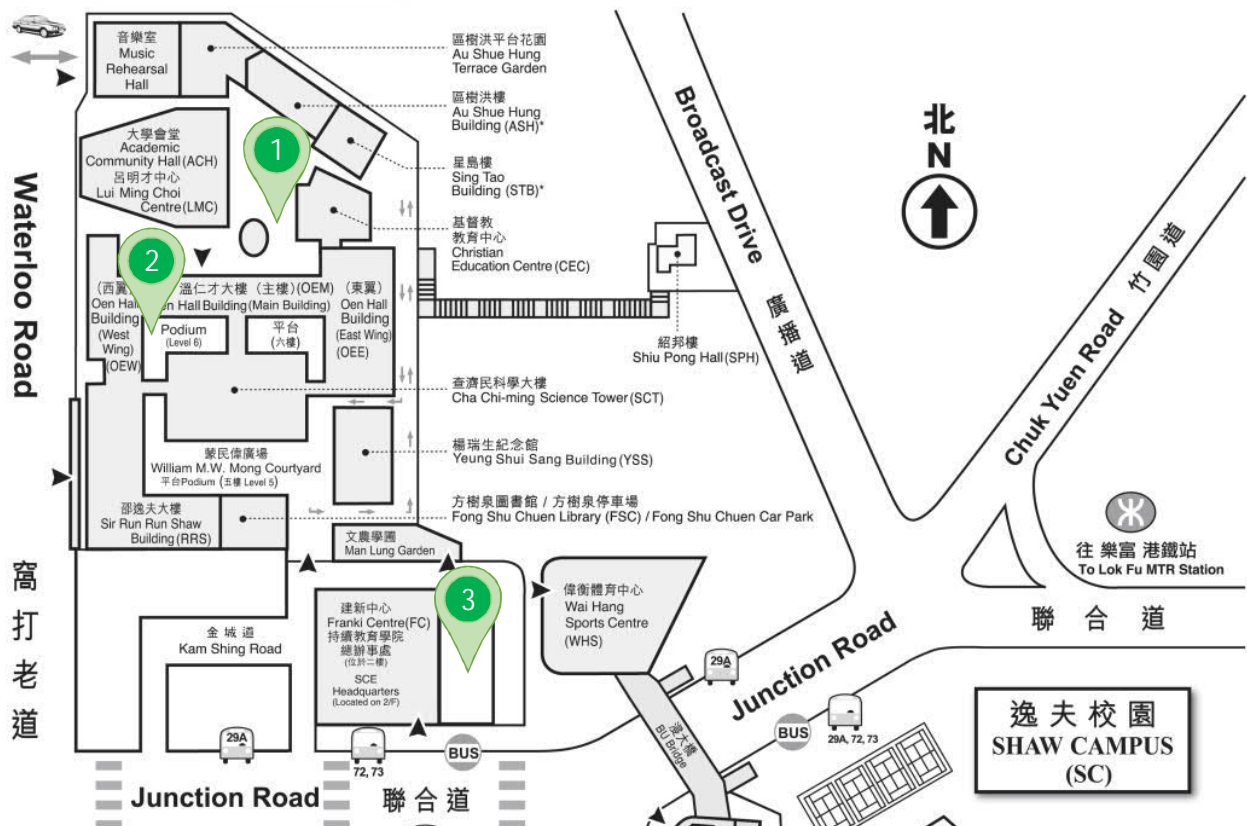 音樂室
Music
Rehearsal
Hall
區樹洪平台花園
Au Shue Hung
Terrace Garden
區樹洪樓
Au Shue Hung
Building (ASH)*
星島樓
Sing Tao
Building (STB)*
大學會堂
Academic
Community Hall (ACH)
呂明才中心
Lui Ming Choi
Centre (LMC)
1
基督教
教育中心
Christian
Education Centre (CEC)
2
(西翼
Oen Hall
Building
(West
Wing)
(OEW)
溫仁才大樓 (主樓) (OEM)
en Hall Building (Main Building)
(東翼)
Oen Hall
Building
(East Wing)
(OEE)
Podium
(Level 6)
平台
(六樓)
紹邦樓
Shiu Pong Hall (SPH)
查濟民科學大樓
Cha Chi-ming Science Tower (SCT)
蒙民偉廣場
William M.W. Mong Courtyard
平台Podium (五樓 Level 5)
楊瑞生紀念館
Yeung Shui Sang Building (YSS)
邵逸夫大樓
Sir Run Run Shaw
Building (RRS)
方樹泉圖書館 / 方樹泉停車場
Fong Shu Chuen Library (FSC) / Fong Shu Chuen Car Park
文農學圃
Man Lung Garden
建新中心
Franki Centre (FC)
持續教育學院
總辦事處
(位於二樓)
SCE
Headquarters
(Located on 2/F)
3
偉衡體育中心
Wai Hang
Sports Centre
(WHS)
金城道
Kam Shing Road
Waterloo Road
窩打老道
Broadcast Drive
廣播道
北
N
Chuk Yuen Road
竹園道
往 樂富 港鐵站
To Lok Fu MTR Station
聯合道
Junction Road
29A
BUS
29A, 72, 73
浸大橋
BU Bridge
29A
72, 73
BUS
Junction Road
聯合道
逸夫校園
SHAW CAMPUS
(SC)